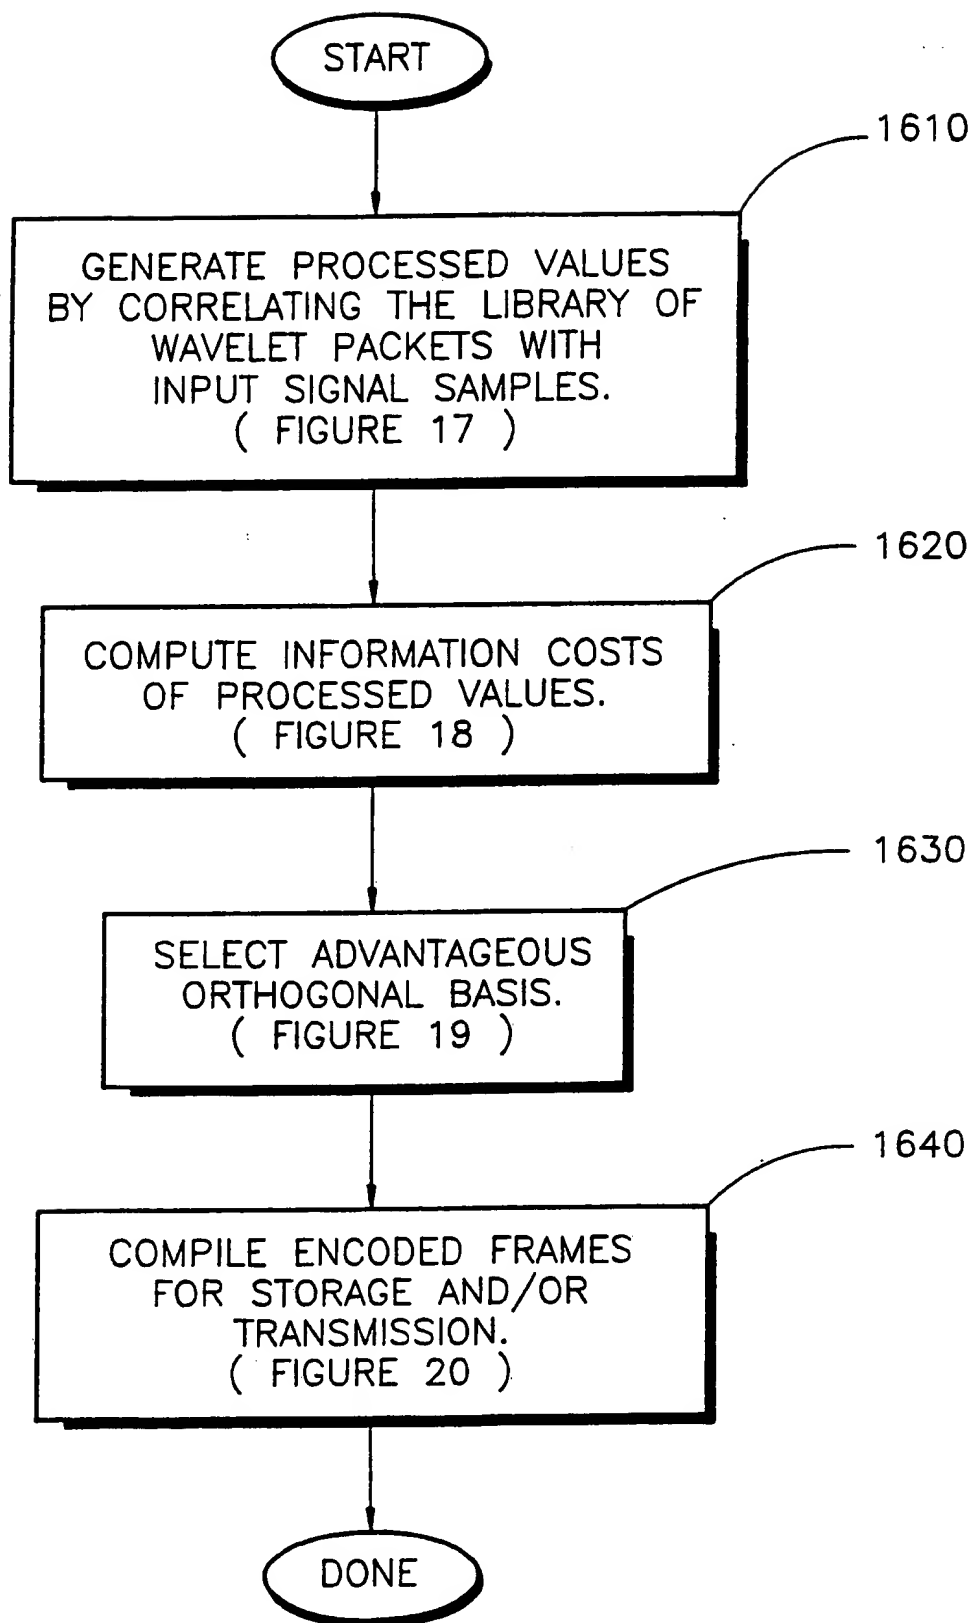 START
1610
GENERATE PROCESSED VALUES
BY CORRELATING THE LIBRARY OF
WAVELET PACKETS WITH
INPUT SIGNAL SAMPLES.
( FIGURE 17 )
1620
COMPUTE INFORMATION COSTS
OF PROCESSED VALUES.
( FIGURE 18 )
1630
SELECT ADVANTAGEOUS
ORTHOGONAL BASIS.
( FIGURE 19 )
1640
COMPILE ENCODED FRAMES
FOR STORAGE AND/OR
TRANSMISSION.
( FIGURE 20 )
DONE